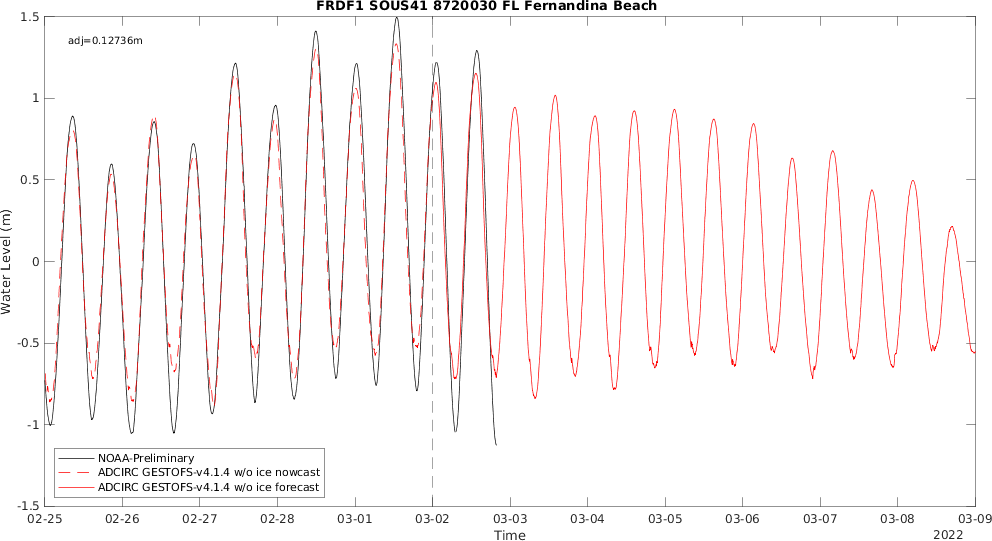 FRDF1 SOUS41 8720030 FL Fernandina Beach
adj=0.12736m
1.5
1
0.5
0
-0.5
-1
-1.5
Water Level (m)
NOAA-Preliminary
ADCIRC GESTOFS-v4.1.4 w/o ice nowcast
ADCIRC GESTOFS-v4.1.4 w/o ice forecast
02-25 02-26 02-27 02-28 03-01 03-02 03-03 03-04 03-05 03-06 03-07 03-08 03-09
Time
2022